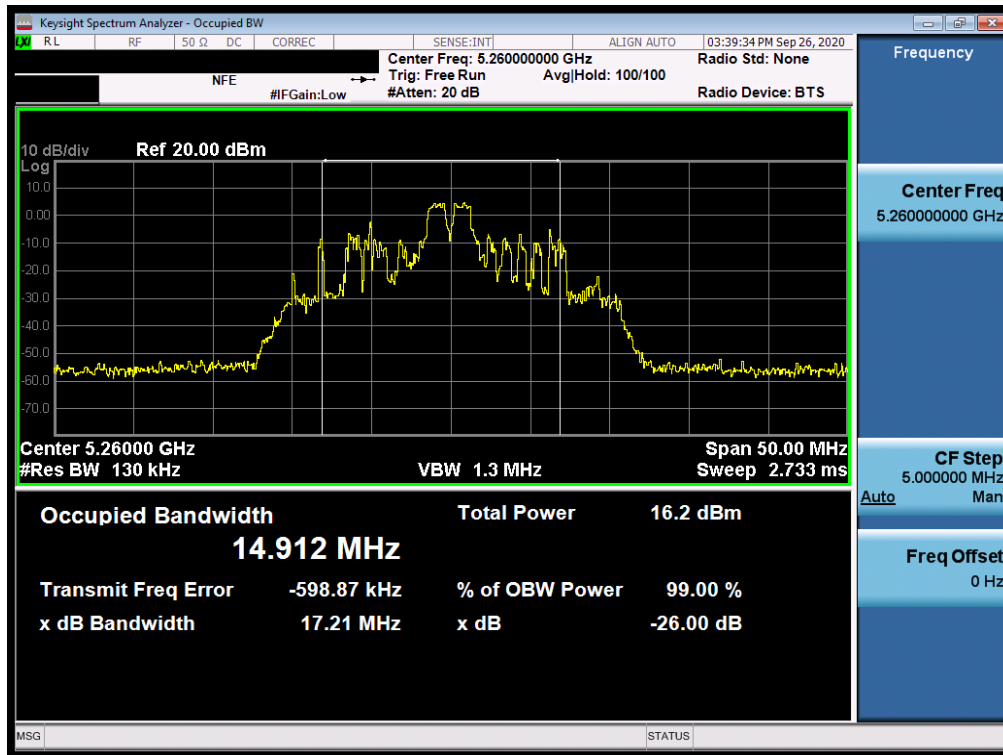 Keysight Spectrum Analyzer - Occupied BW
LXI RL RF 50 Ω DC CORREC SENSE:INT ALIGN AUTO 03:39:34 PM Sep 26, 2020
Center Freq: 5.260000000 GHz Radio Std: None
NFE Trig: Free Run Avg|Hold: 100/100
#IFGain:Low #Atten: 20 dB Radio Device: BTS
10 dB/div Ref 20.00 dBm
Log
10.0
0.00
-10.0
-20.0
-30.0
-40.0
-50.0
-60.0
-70.0
Center 5.26000 GHz Span 50.00 MHz
#Res BW 130 kHz VBW 1.3 MHz Sweep 2.733 ms
Occupied Bandwidth Total Power 16.2 dBm
14.912 MHz
Transmit Freq Error -598.87 kHz % of OBW Power 99.00 %
x dB Bandwidth 17.21 MHz x dB -26.00 dB
MSG STATUS
Frequency
Center Freq
5.260000000 GHz
CF Step
5.000000 MHz
Auto Man
Freq Offset
0 Hz